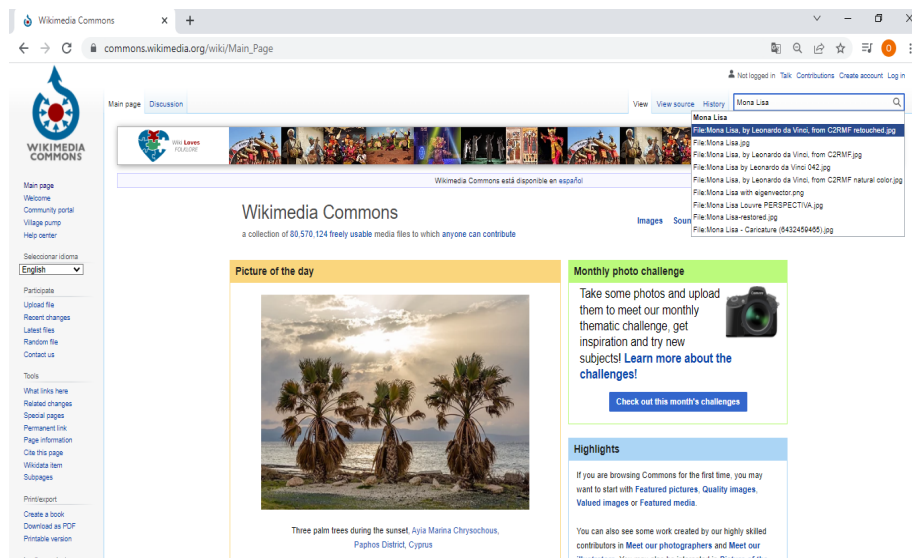 Wikimedia Commons
commons.wikimedia.org/wiki/Main_Page
Not logged in Talk Contributions Create account Log in
Main page Discussion
View View source History
Mona Lisa
Mona Lisa
File:Mona Lisa, by Leonardo da Vinci, from C2RMF retouched.jpg
File:Mona Lisa.jpg
File:Mona Lisa, by Leonardo da Vinci, from C2RMF.jpg
File:Mona Lisa by Leonardo da Vinci 042.jpg
File:Mona Lisa, by Leonardo da Vinci, from C2RMF natural color.jpg
File:Mona Lisa with eigenvector.png
File:Mona Lisa Louvre PERSPECTIVA.jpg
File:Mona Lisa-restored.jpg
File:Mona Lisa - Caricature (6432459465).jpg
WIKIMEDIA
COMMONS
Main page
Welcome
Community portal
Village pump
Help center
Seleccionar idioma
English
Participate
Upload file
Recent changes
Latest files
Random file
Contact us
Tools
What links here
Related changes
Special pages
Permanent link
Page information
Cite this page
Wikidata item
Subpages
Print/export
Create a book
Download as PDF
Printable version
Wiki Loves
FOLKLORE
Wikimedia Commons está disponible en español
Wikimedia Commons
a collection of 80,570,124 freely usable media files to which anyone can contribute
Images
Picture of the day
Three palm trees during the sunset, Ayia Marina Chrysochous,
Paphos District, Cyprus
Monthly photo challenge
Take some photos and upload
them to meet our monthly
thematic challenge, get
inspiration and try new
subjects! Learn more about the
challenges!
Check out this month's challenges
Highlights
If you are browsing Commons for the first time, you may
want to start with Featured pictures, Quality images,
Valued images or Featured media.
You can also see some work created by our highly skilled
contributors in Meet our photographers and Meet our